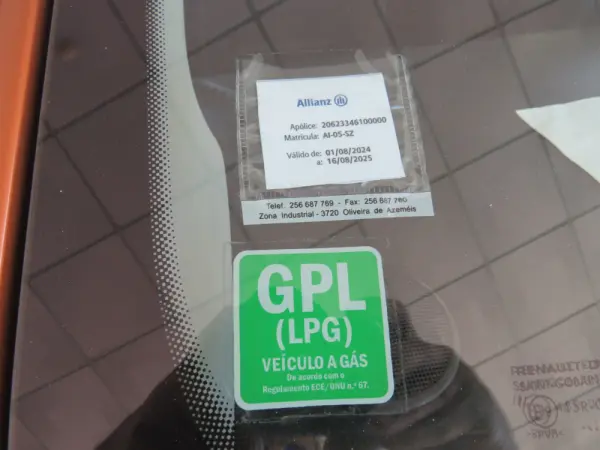 Allianz
Apólice: 20623346100000
Matrícula: AI-05-SZ
Válido de: 01/08/2024
a: 16/08/2025
Telef. 256 687 769 - Fax: 256 687 760
Zona Industrial - 3720 Oliveira de Azeméis
GPL
(LPG)
VEÍCULO A GÁS
De acordo com o
Regulamento ECE/ONU n.º 67.
RENAULT